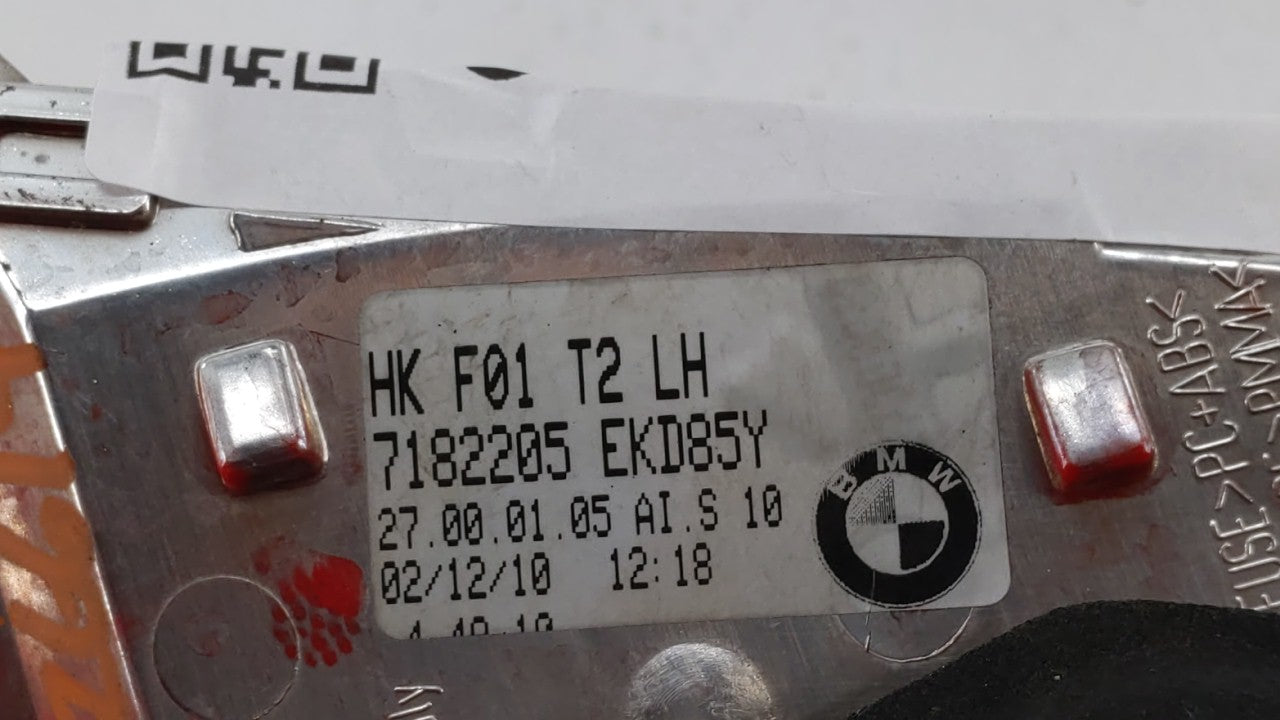 HK F01 T2 LH
7182205 EKD85Y
27.00.01.05 AI.S 10
02/12/10 12:18
BMW
>PC+ABS<
>PMMA<